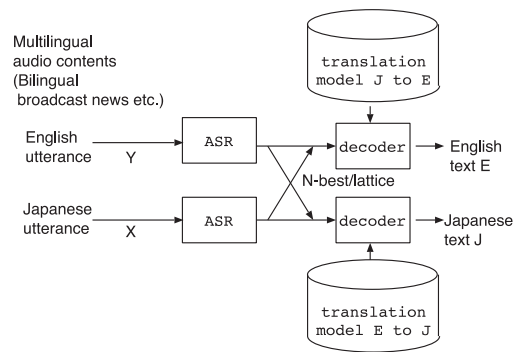 Multilingual
audio contents
(Bilingual
broadcast news etc.)
translation
model J to E
English
utterance
Y
ASR
decoder
English
text E
N-best/lattice
Japanese
utterance
X
ASR
decoder
Japanese
text J
translation
model E to J